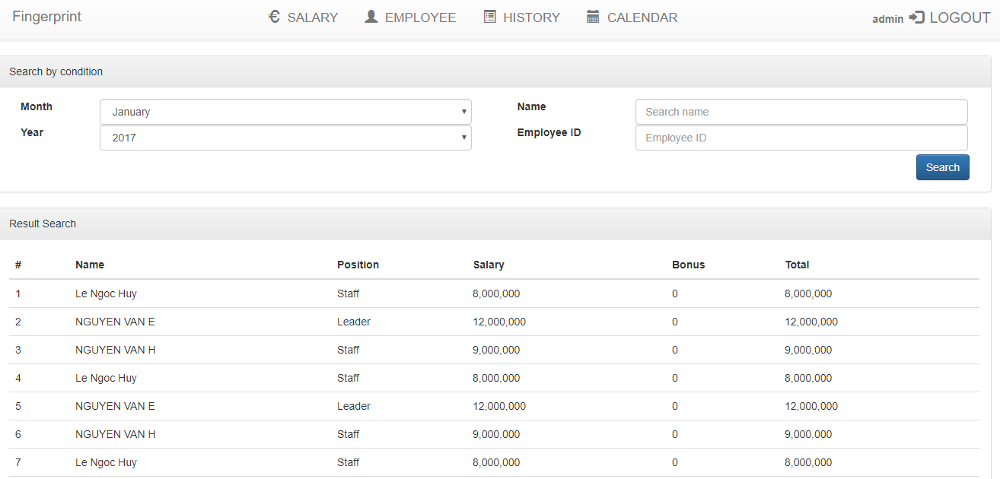 Fingerprint € SALARY EMPLOYEE HISTORY CALENDAR admin LOGOUT
Search by condition
Month January Name Search name
Year 2017 Employee ID Employee ID
Search
Result Search
# Name Position Salary Bonus Total
1 Le Ngoc Huy Staff 8,000,000 0 8,000,000
2 NGUYEN VAN E Leader 12,000,000 0 12,000,000
3 NGUYEN VAN H Staff 9,000,000 0 9,000,000
4 Le Ngoc Huy Staff 8,000,000 0 8,000,000
5 NGUYEN VAN E Leader 12,000,000 0 12,000,000
6 NGUYEN VAN H Staff 9,000,000 0 9,000,000
7 Le Ngoc Huy Staff 8,000,000 0 8,000,000